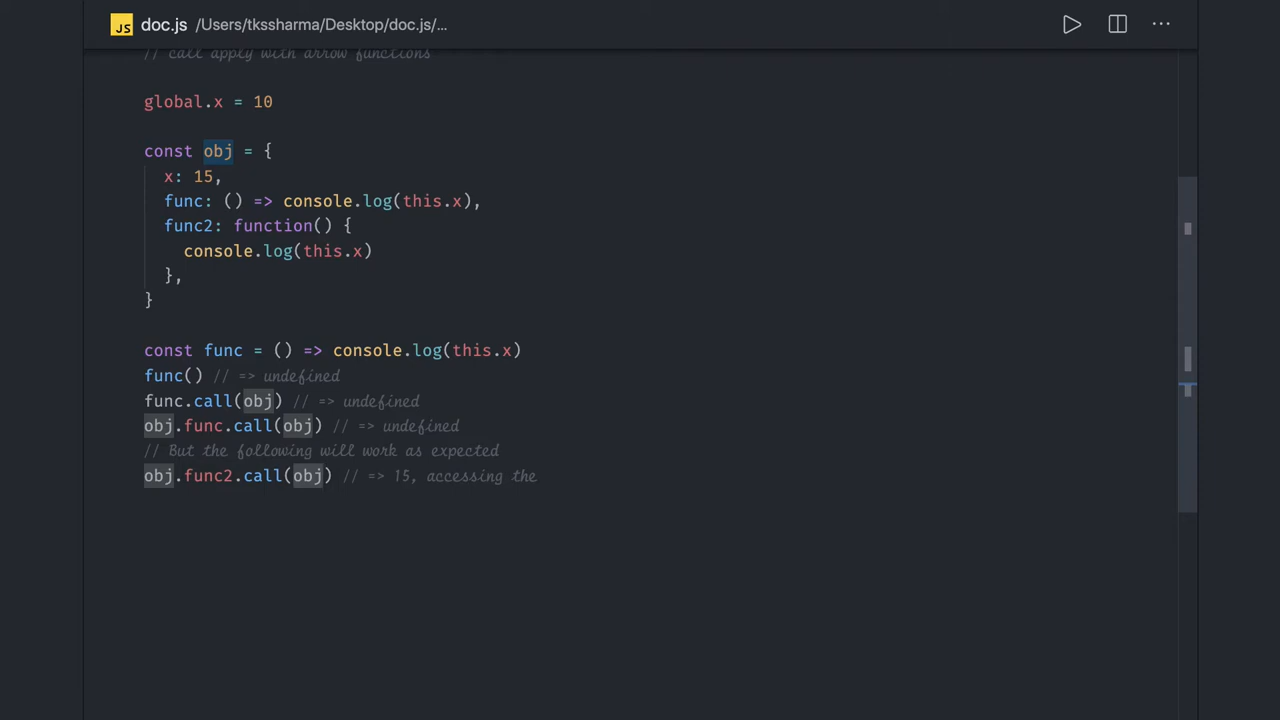 JS doc.js /Users/tkssharma/Desktop/doc.js/...
// call apply with arrow functions
global.x = 10
const obj = {
x: 15,
func: () => console.log(this.x),
func2: function() {
console.log(this.x)
},
}
const func = () => console.log(this.x)
func() // => undefined
func.call(obj) // => undefined
obj.func.call(obj) // => undefined
// But the following will work as expected
obj.func2.call(obj) // => 15, accessing the